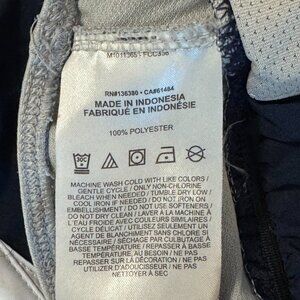 RN#136380 • CA#61484
MADE IN INDONESIA
FABRIQUÉ EN INDONÉSIE
100% POLYESTER
MACHINE WASH COLD WITH LIKE COLORS /
GENTLE CYCLE / ONLY NON-CHLORINE
BLEACH WHEN NEEDED / TUMBLE DRY LOW /
COOL IRON IF NEEDED / DO NOT IRON ON
EMBELLISHMENT / DO NOT USE SOFTENERS /
DO NOT DRY CLEAN / LAVER À LA MACHINE À
L'EAU FROIDE AVEC COULEURS SIMILAIRES /
CYCLE DÉLICAT / UTILISEZ SEULEMENT UN
AGENT DE BLANCHIMENT SANS CHLORE SI
NÉCESSAIRE / SÉCHAGE PAR CULBUTAGE À
BASSE TEMPÉRATURE / REPASSER À BASSE
TEMPÉRATURE, AU BESOIN / NE PAS
REPASSER SUR LA DÉCORATION / NE PAS
UTILISER D'ADOUCISSEUR / NE PAS
NETTOYER À SEC